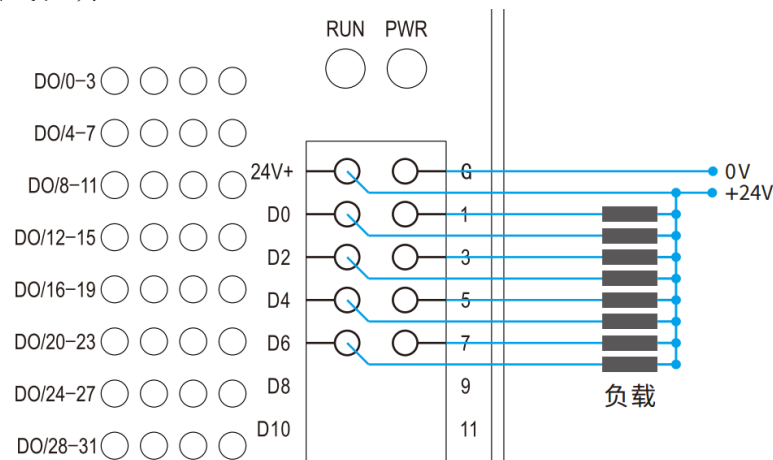 RUN PWR
DO/0-3
DO/4-7
DO/8-11
DO/12-15
DO/16-19
DO/20-23
DO/24-27
DO/28-31
24V+ G 0V
+24V
D0 1
D2 3
D4 5
D6 7
D8 9
D10 11
负载